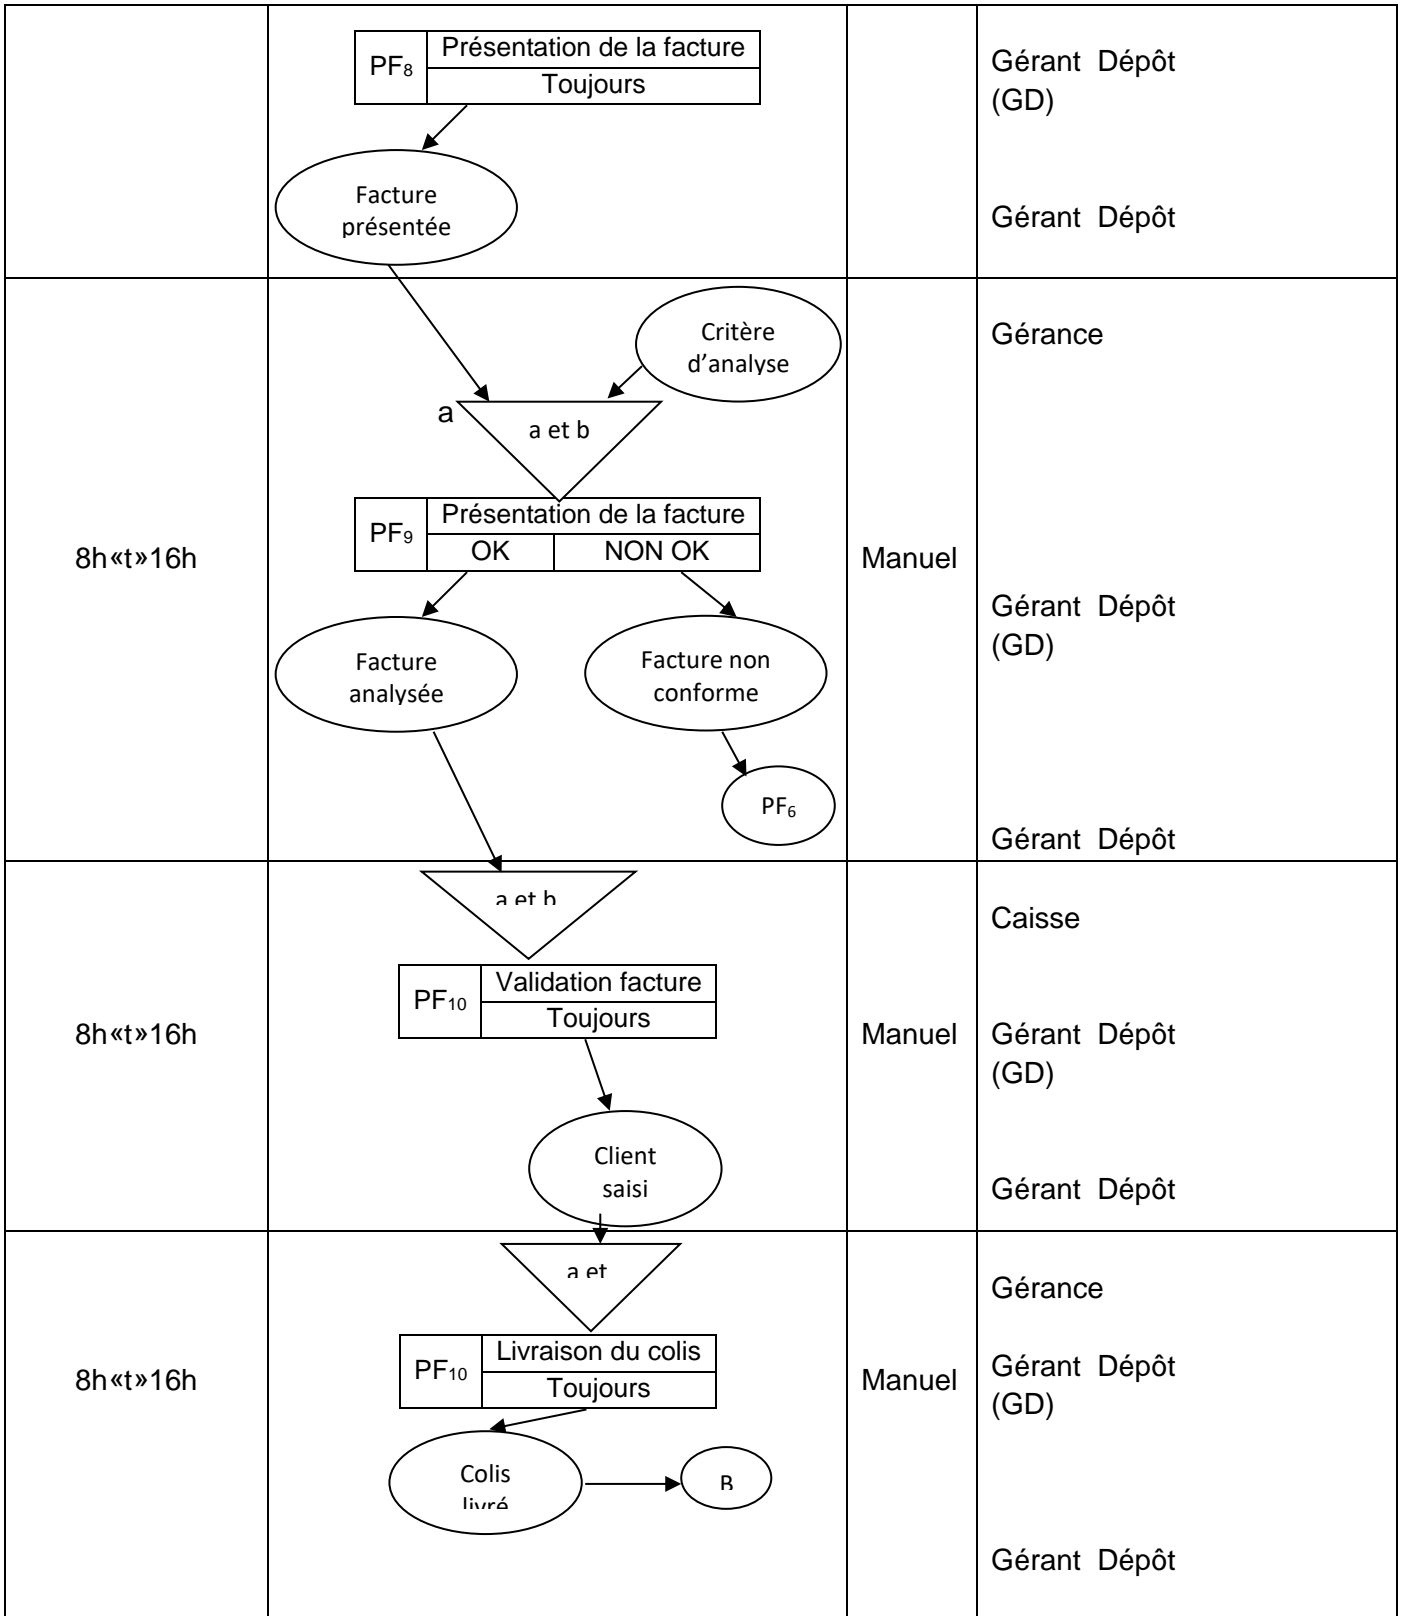 PF8
Présentation de la facture
Toujours
Gérant Dépôt
(GD)
Facture
présentée
Gérant Dépôt
Critère
d'analyse
Gérance
a
a et b
PF9
Présentation de la facture
OK
NON OK
8h«t»16h
Manuel
Gérant Dépôt
(GD)
Facture
analysée
Facture non
conforme
PF6
Gérant Dépôt
a et b
Caisse
PF10
Validation facture
Toujours
8h«t»16h
Manuel
Gérant Dépôt
(GD)
Client
saisi
Gérant Dépôt
a et
Gérance
PF10
Livraison du colis
Toujours
8h«t»16h
Manuel
Gérant Dépôt
(GD)
Colis
livré
B
Gérant Dépôt